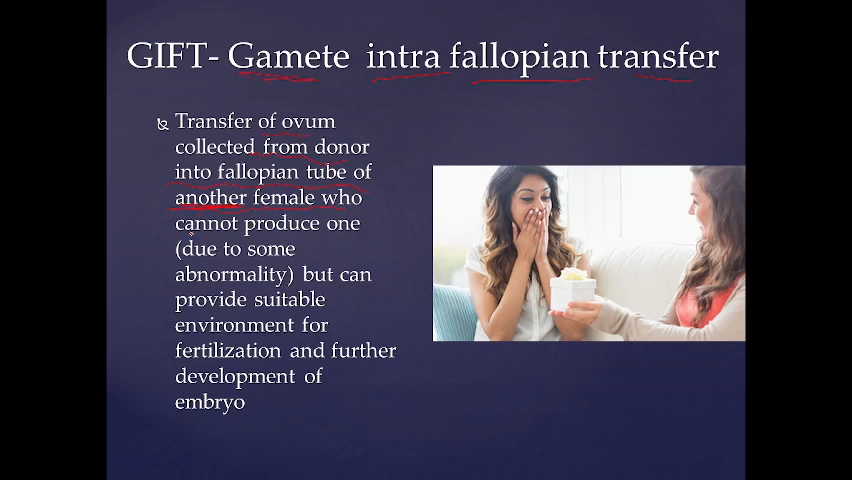 GIFT- Gamete intra fallopian transfer
Transfer of ovum
collected from donor
into fallopian tube of
another female who
cannot produce one
(due to some
abnormality) but can
provide suitable
environment for
fertilization and further
development of
embryo